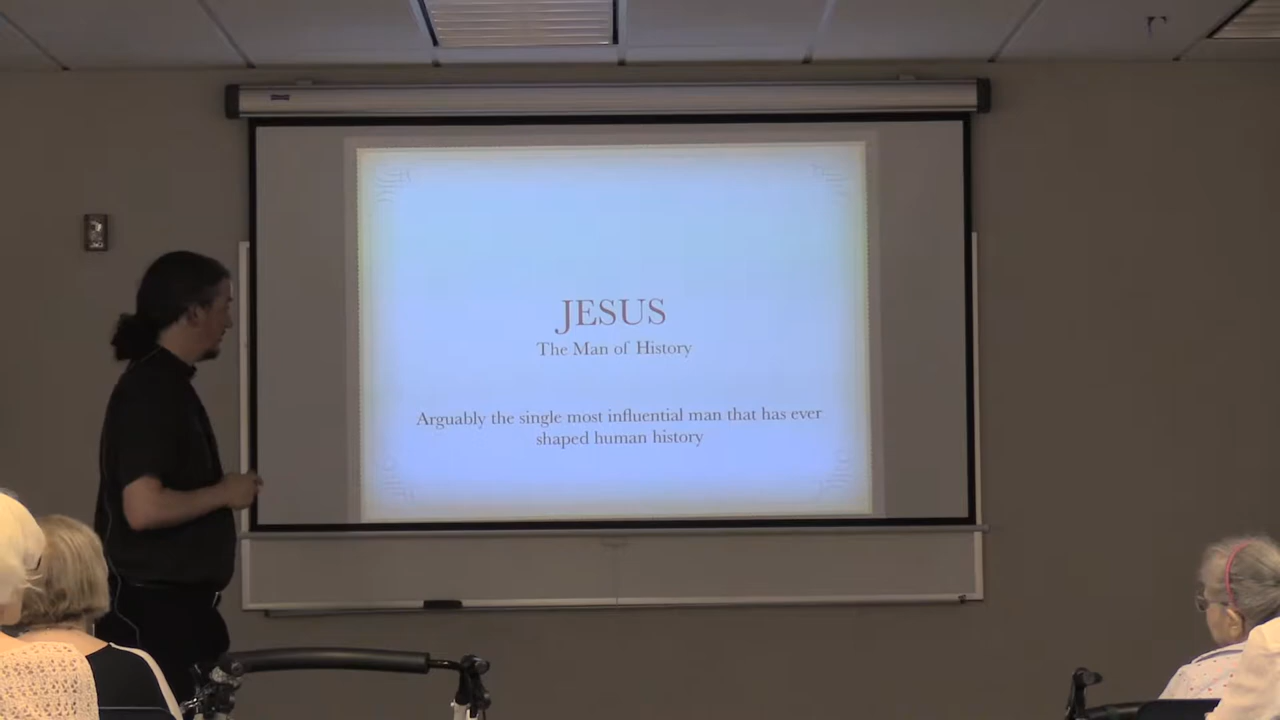 JESUS
The Man of History
Arguably the single most influential man that has ever
shaped human history